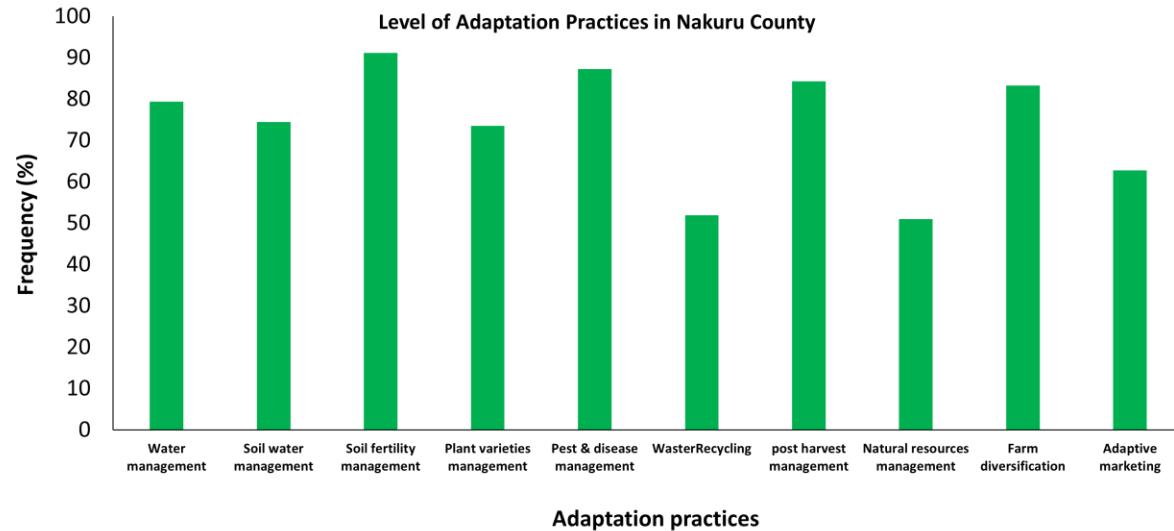 Level of Adaptation Practices in Nakuru County
Frequency (%)
100
90
80
70
60
50
40
30
20
10
0
Water
management
Soil water
management
Soil fertility
management
Plant varieties
management
Pest & disease
management
WasterRecycling
post harvest
management
Natural resources
management
Farm
diversification
Adaptive
marketing
Adaptation practices